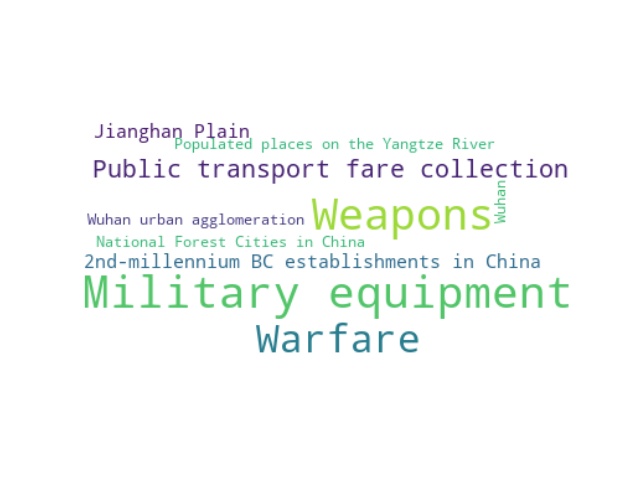 Jianghan Plain
Populated places on the Yangtze River
Public transport fare collection
Wuhan
Wuhan urban agglomeration
Weapons
National Forest Cities in China
2nd-millennium BC establishments in China
Military equipment
Warfare